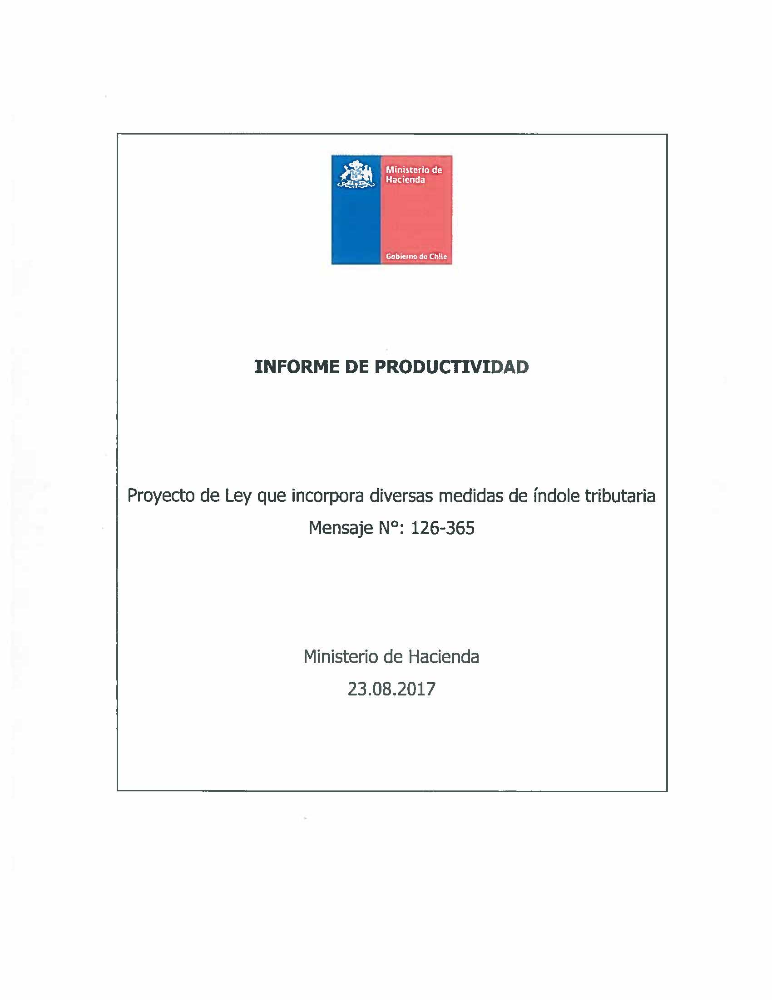 Ministerio de
Hacienda
Gobierno de Chile
INFORME DE PRODUCTIVIDAD
Proyecto de Ley que incorpora diversas medidas de índole tributaria
Mensaje Nº: 126-365
Ministerio de Hacienda
23.08.2017